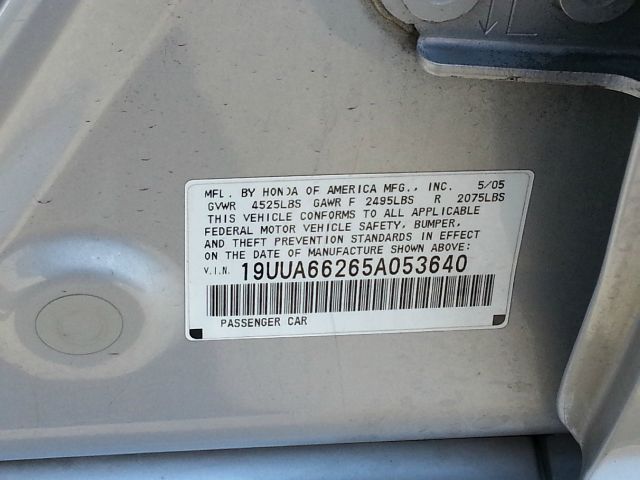 MFD. BY HONDA OF AMERICA MFG., INC. 5/05
GVWR 4525LBS GAWR F 2495LBS R 2075LBS
THIS VEHICLE CONFORMS TO ALL APPLICABLE
FEDERAL MOTOR VEHICLE SAFETY, BUMPER,
AND THEFT PREVENTION STANDARDS IN EFFECT
ON THE DATE OF MANUFACTURE SHOWN ABOVE:
V.I.N. 19UUA66265A053640
PASSENGER CAR